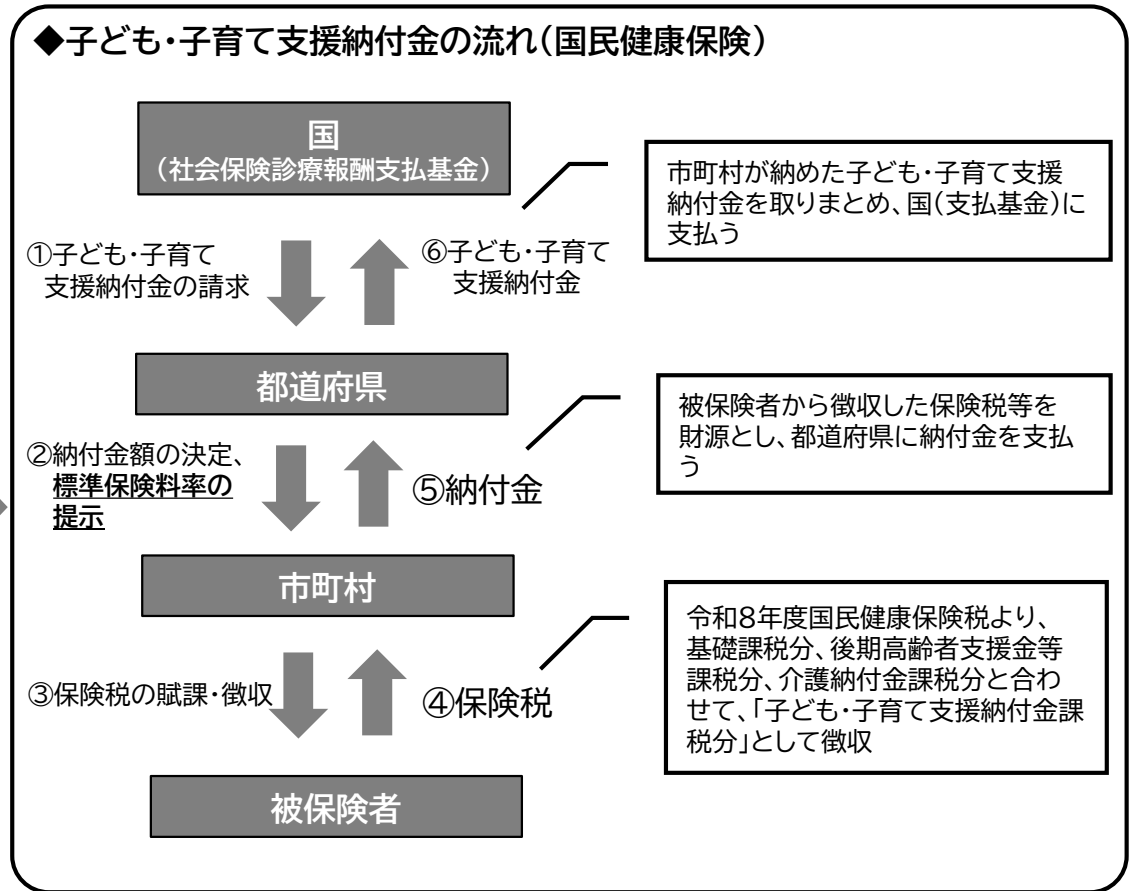 ◆子ども・子育て支援納付金の流れ(国民健康保険)
国
(社会保険診療報酬支払基金)
市町村が納めた子ども・子育て支援
納付金を取りまとめ、国(支払基金)に
支払う
①子ども・子育て
支援納付金の請求
⑥子ども・子育て
支援納付金
都道府県
被保険者から徴収した保険税等を
財源とし、都道府県に納付金を支払
う
②納付金額の決定、
標準保険料率の
提示
⑤納付金
市町村
令和8年度国民健康保険税より、
基礎課税分、後期高齢者支援金等
課税分、介護納付金課税分と合わ
せて、「子ども・子育て支援納付金課
税分」として徴収
③保険税の賦課・徴収
④保険税
被保険者